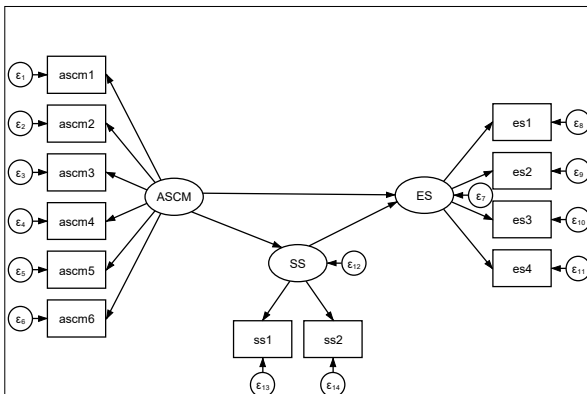 ε₁
ascm1
ε₂
ascm2
ε₃
ascm3
ε₄
ascm4
ε₅
ascm5
ε₆
ascm6
ASCM
SS
ε₁₂
ss1
ss2
ε₁₃
ε₁₄
ES
ε₇
es1
ε₈
es2
ε₉
es3
ε₁₀
es4
ε₁₁